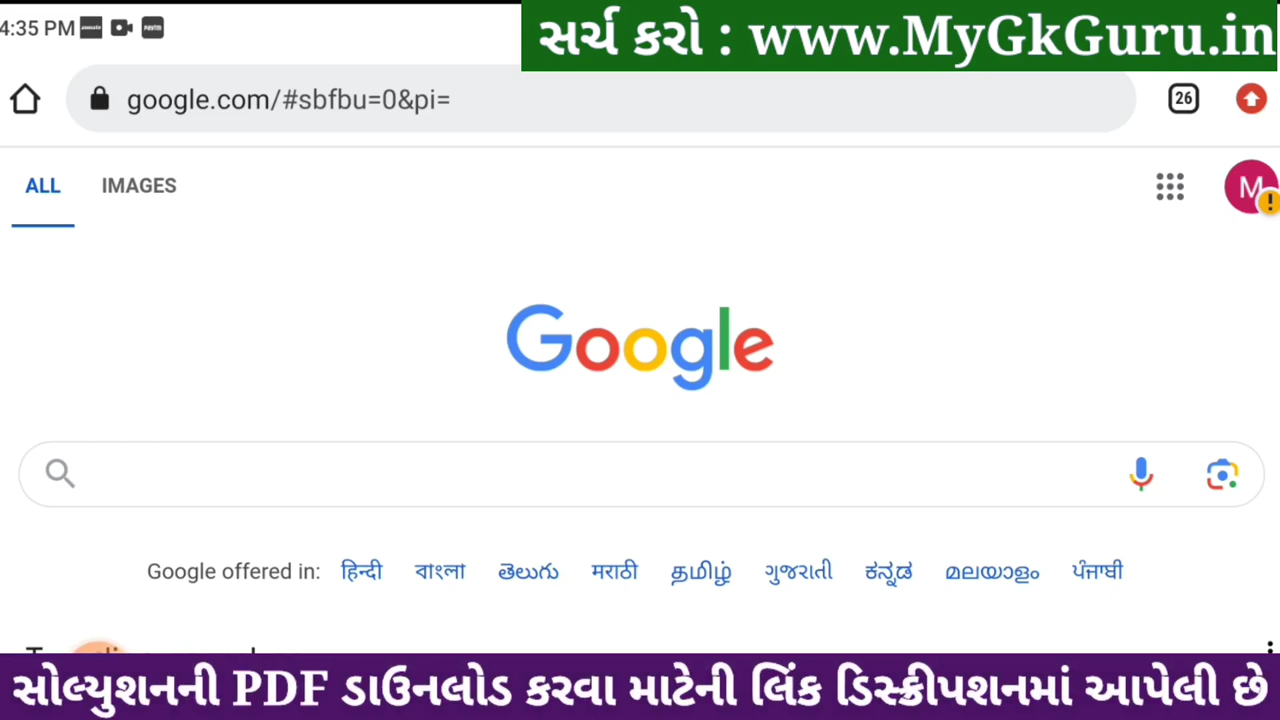 4:35 PM
સર્ચ કરો : www.MyGkGuru.in
google.com/#sbfbu=0&pi=
26
ALL IMAGES
M
Google
Google offered in: हिन्दी বাংলা తెలుగు मराठी தமிழ் ગુજરાતી ಕನ್ನಡ മലയാളം ਪੰਜਾਬੀ
સોલ્યુશનની PDF ડાઉનલોડ કરવા માટેની લિંક ડિસ્ક્રીપશનમાં આપેલી છે